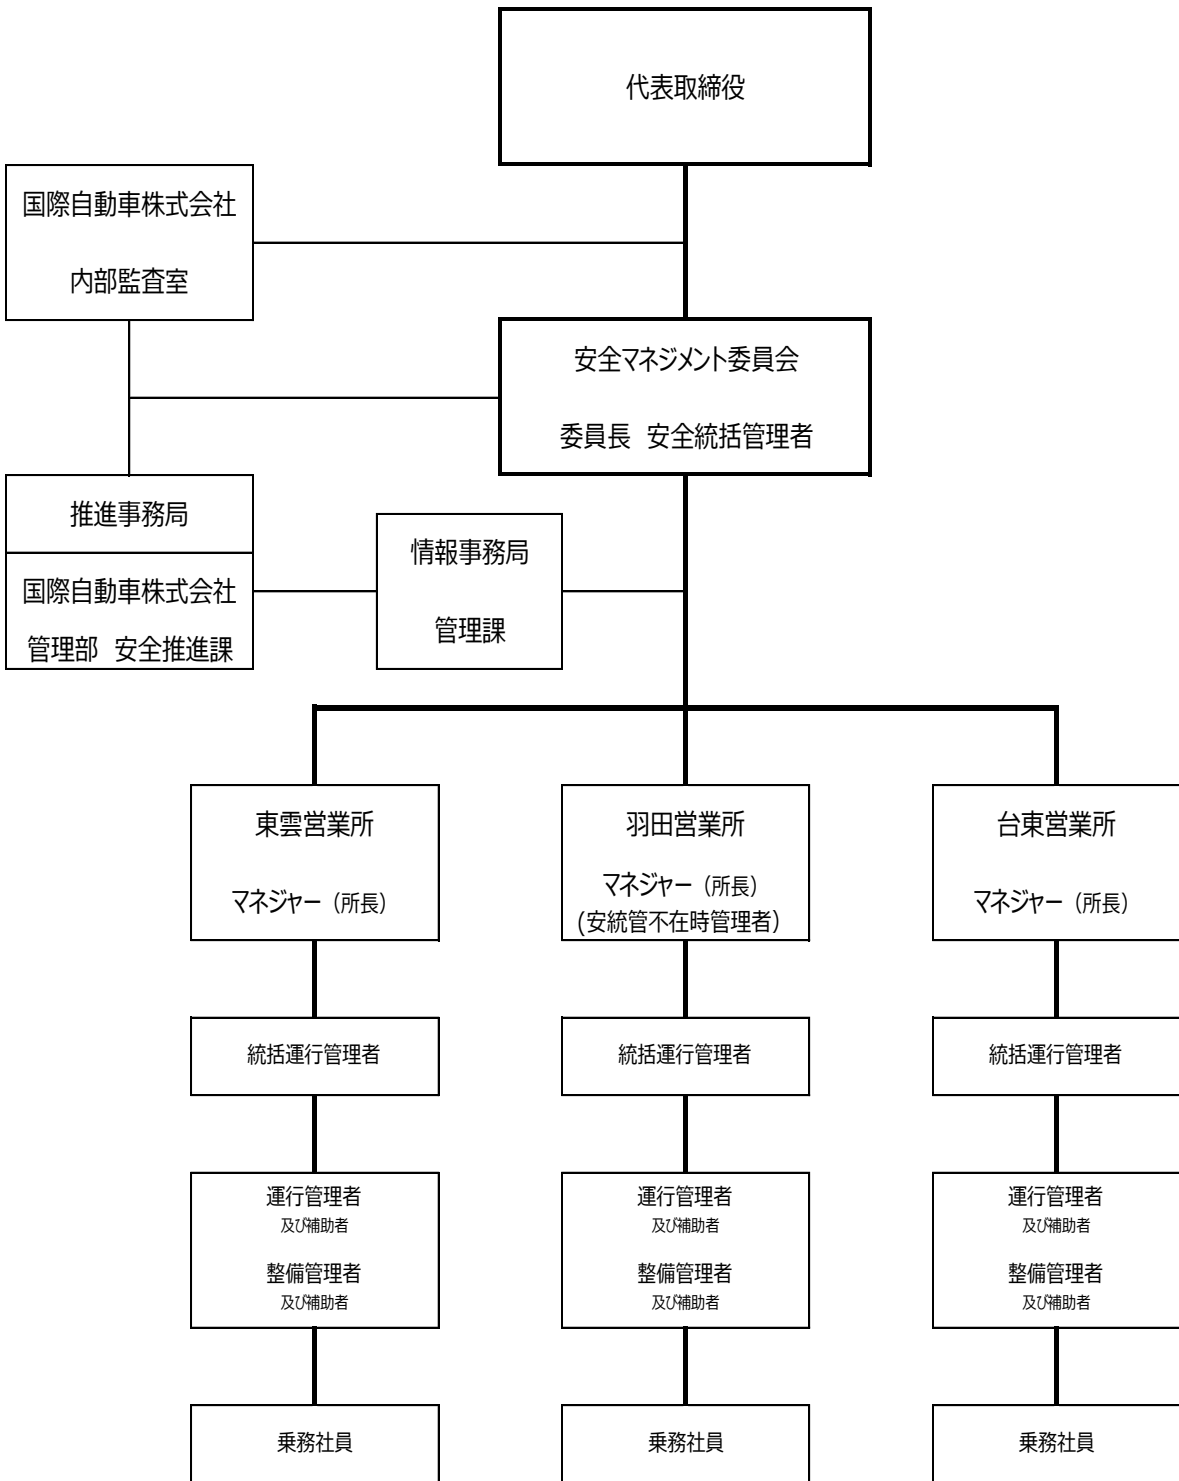 代表取締役
国際自動車株式会社
内部監査室
安全マネジメント委員会
委員長 安全統括管理者
推進事務局
国際自動車株式会社
管理部 安全推進課
情報事務局
管理課
東雲営業所
マネジャー（所長）
羽田営業所
マネジャー（所長）
(安統管不在時管理者）
台東営業所
マネジャー（所長）
統括運行管理者
統括運行管理者
統括運行管理者
運行管理者
及び補助者
整備管理者
及び補助者
運行管理者
及び補助者
整備管理者
及び補助者
運行管理者
及び補助者
整備管理者
及び補助者
乗務社員
乗務社員
乗務社員